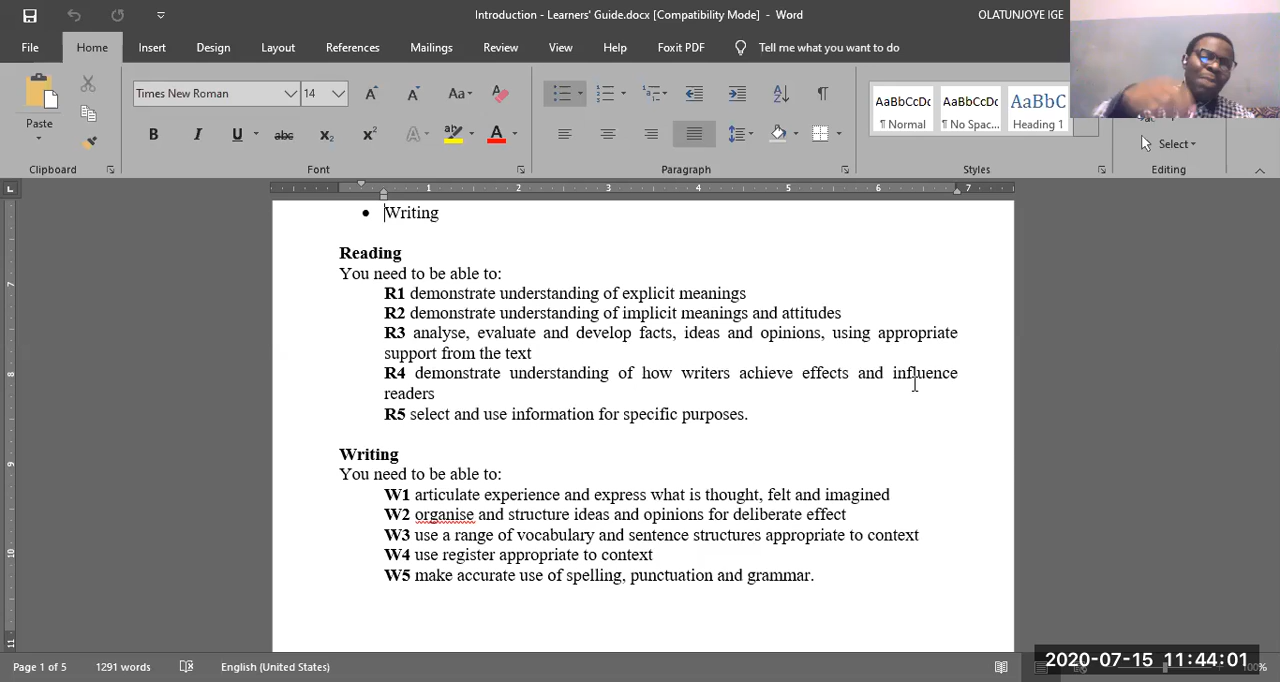 Introduction - Learners' Guide.docx [Compatibility Mode] - Word
OLATUNJOYE IGE
File Home Insert Design Layout References Mailings Review View Help Foxit PDF Tell me what you want to do
Times New Roman 14
Paste
Clipboard Font Paragraph Styles Editing
AaBbCcDc AaBbCcDc AaBbC
¶ Normal ¶ No Spac... Heading 1
Select
1 2 3 4 5 6 7
• Writing
Reading
You need to be able to:
R1 demonstrate understanding of explicit meanings
R2 demonstrate understanding of implicit meanings and attitudes
R3 analyse, evaluate and develop facts, ideas and opinions, using appropriate
support from the text
R4 demonstrate understanding of how writers achieve effects and influence
readers
R5 select and use information for specific purposes.
Writing
You need to be able to:
W1 articulate experience and express what is thought, felt and imagined
W2 organise and structure ideas and opinions for deliberate effect
W3 use a range of vocabulary and sentence structures appropriate to context
W4 use register appropriate to context
W5 make accurate use of spelling, punctuation and grammar.
Page 1 of 5 1291 words English (United States)
2020-07-15 11:44:01